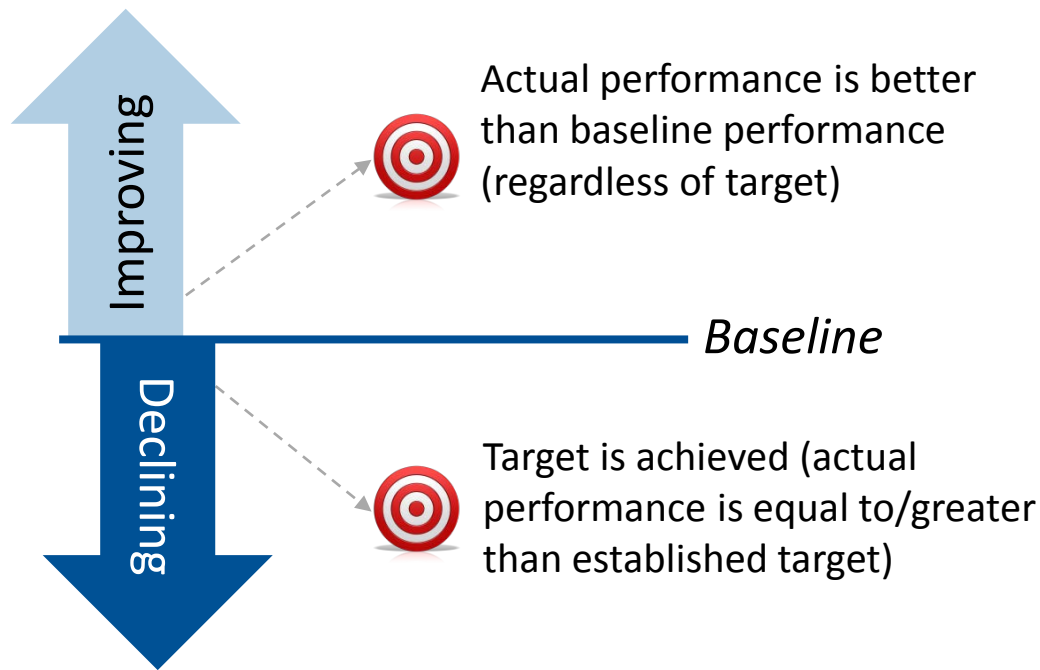 Improving
Actual performance is better
than baseline performance
(regardless of target)
Baseline
Declining
Target is achieved (actual
performance is equal to/greater
than established target)